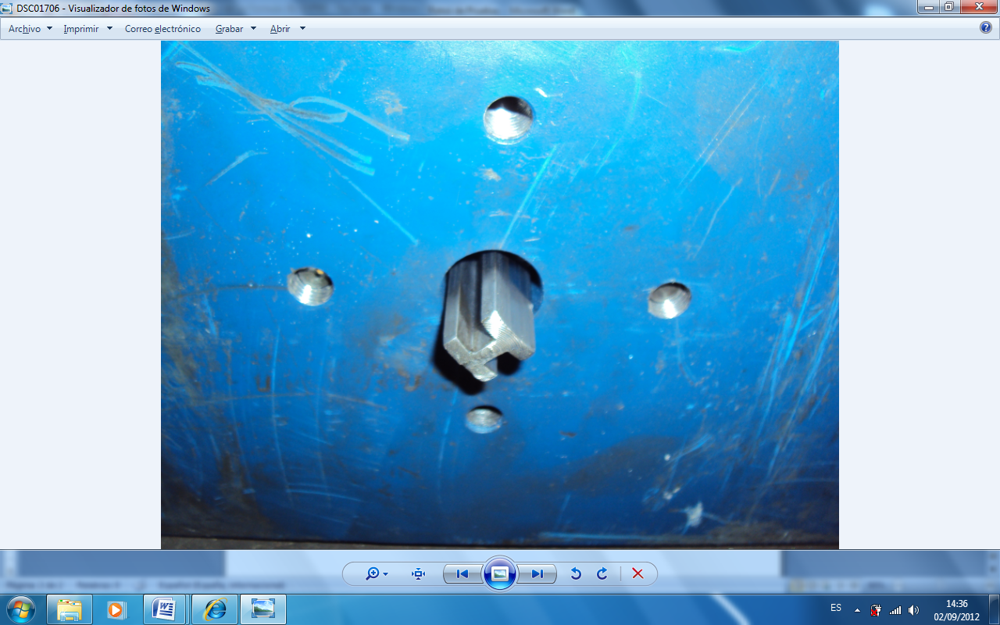 DSC01706 - Visualizador de fotos de Windows
Archivo Imprimir Correo electrónico Grabar Abrir
ES
14:36
02/09/2012